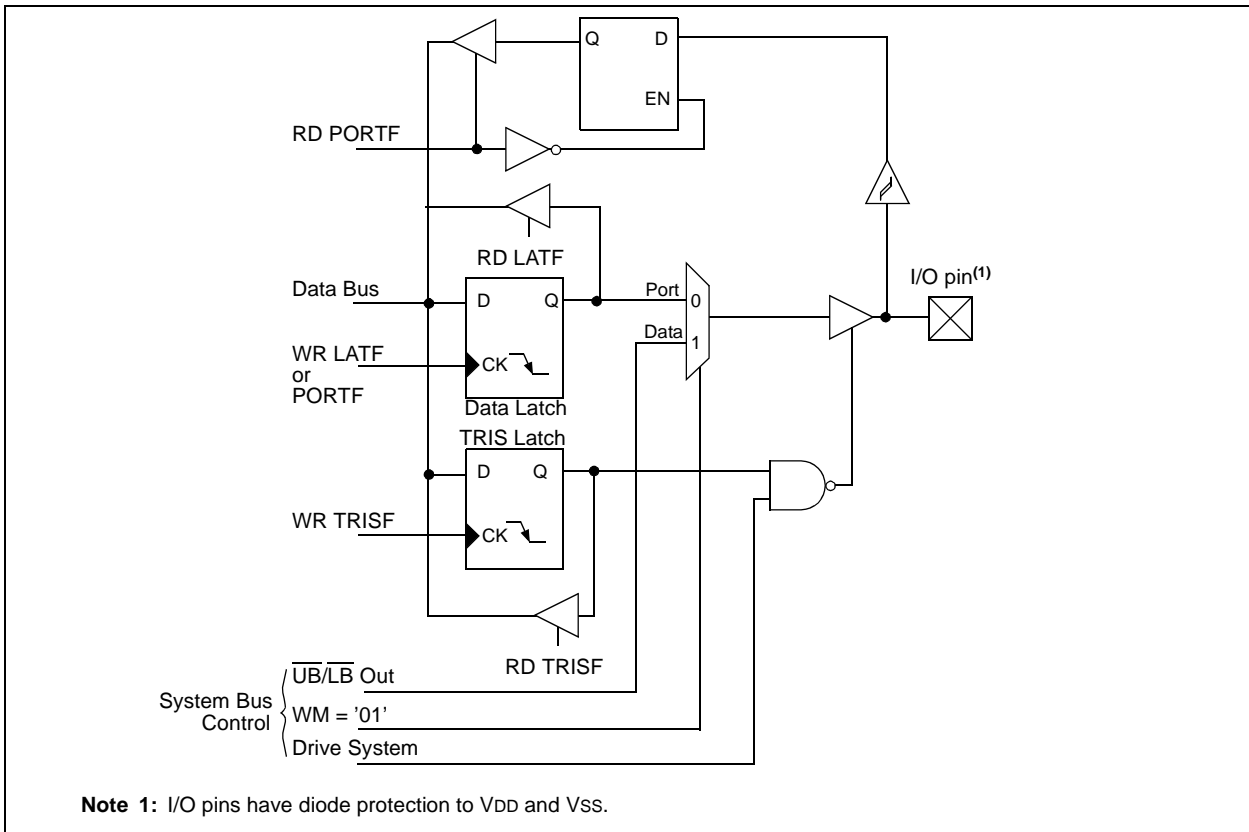 Q D
EN
RD PORTF
RD LATF
I/O pin(1)
Data Bus
D Q
Port 0
Data 1
WR LATF
or
PORTF
CK
Data Latch
TRIS Latch
D Q
WR TRISF
CK
RD TRISF
System Bus
Control
UB/LB Out
WM = '01'
Drive System
Note 1: I/O pins have diode protection to VDD and VSS.